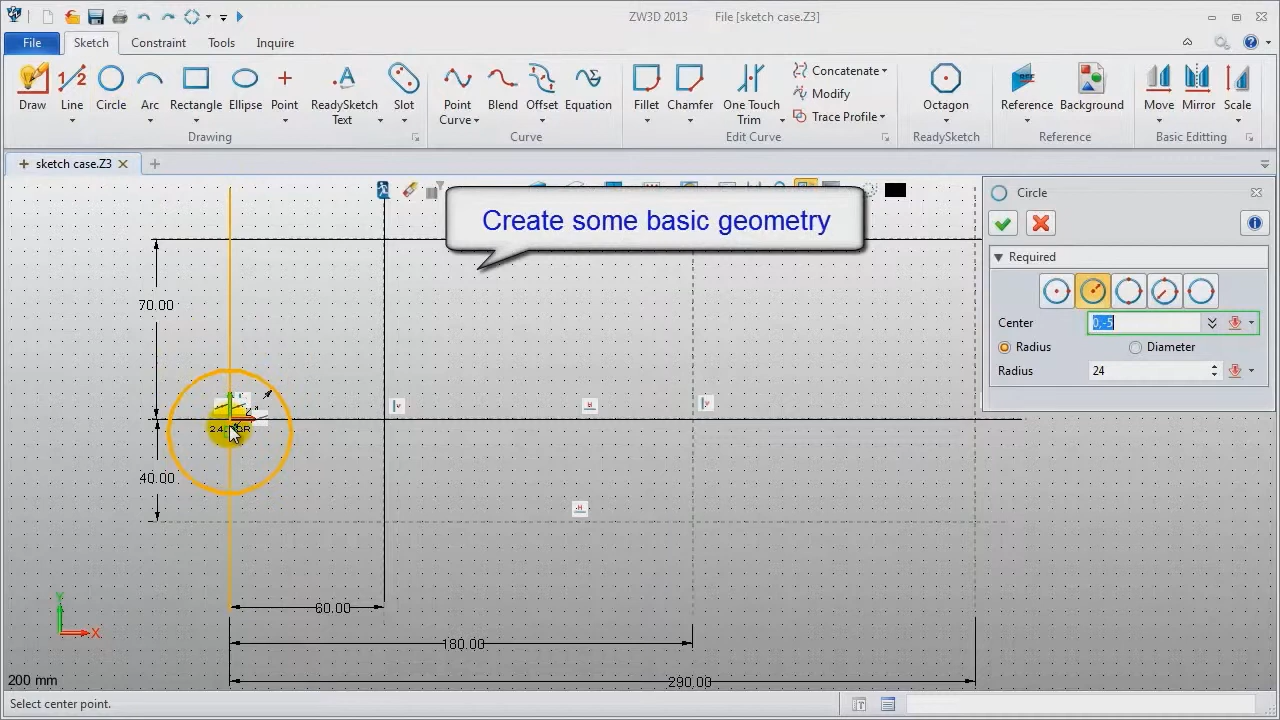 ZW3D 2013 File [sketch case.Z3]
File Sketch Constraint Tools Inquire
Draw Line Circle Arc Rectangle Ellipse Point ReadySketch Text Slot
Drawing
Point Curve Blend Offset Equation
Curve
Fillet Chamfer One Touch Trim
Concatenate
Modify
Trace Profile
Edit Curve
Octagon
ReadySketch
Reference Background
Reference
Move Mirror Scale
Basic Editing
sketch case.Z3
Create some basic geometry
Circle
Required
Center 0,-5
Radius Diameter
Radius 24
70.00
40.00
60.00
180.00
290.00
Y
X
200 mm
Select center point.